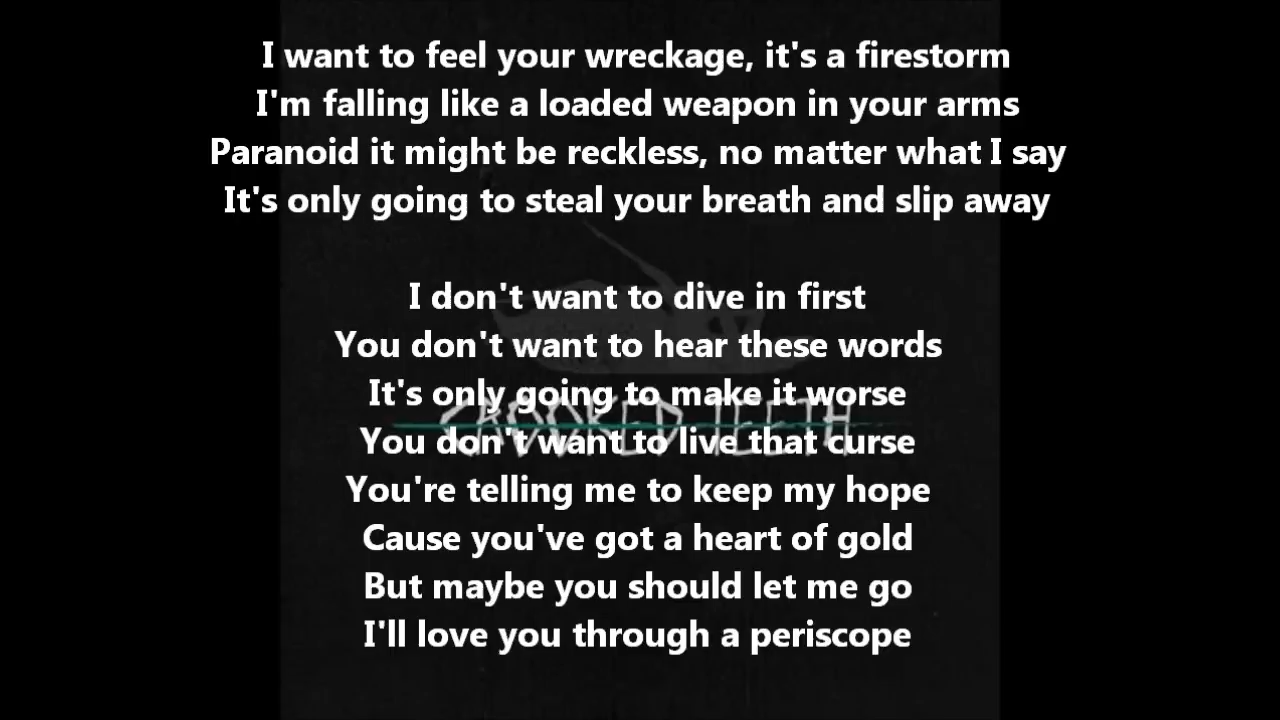 I want to feel your wreckage, it's a firestorm
I'm falling like a loaded weapon in your arms
Paranoid it might be reckless, no matter what I say
It's only going to steal your breath and slip away
I don't want to dive in first
You don't want to hear these words
It's only going to make it worse
CROOKED TEETH
You don't want to live that curse
You're telling me to keep my hope
Cause you've got a heart of gold
But maybe you should let me go
I'll love you through a periscope